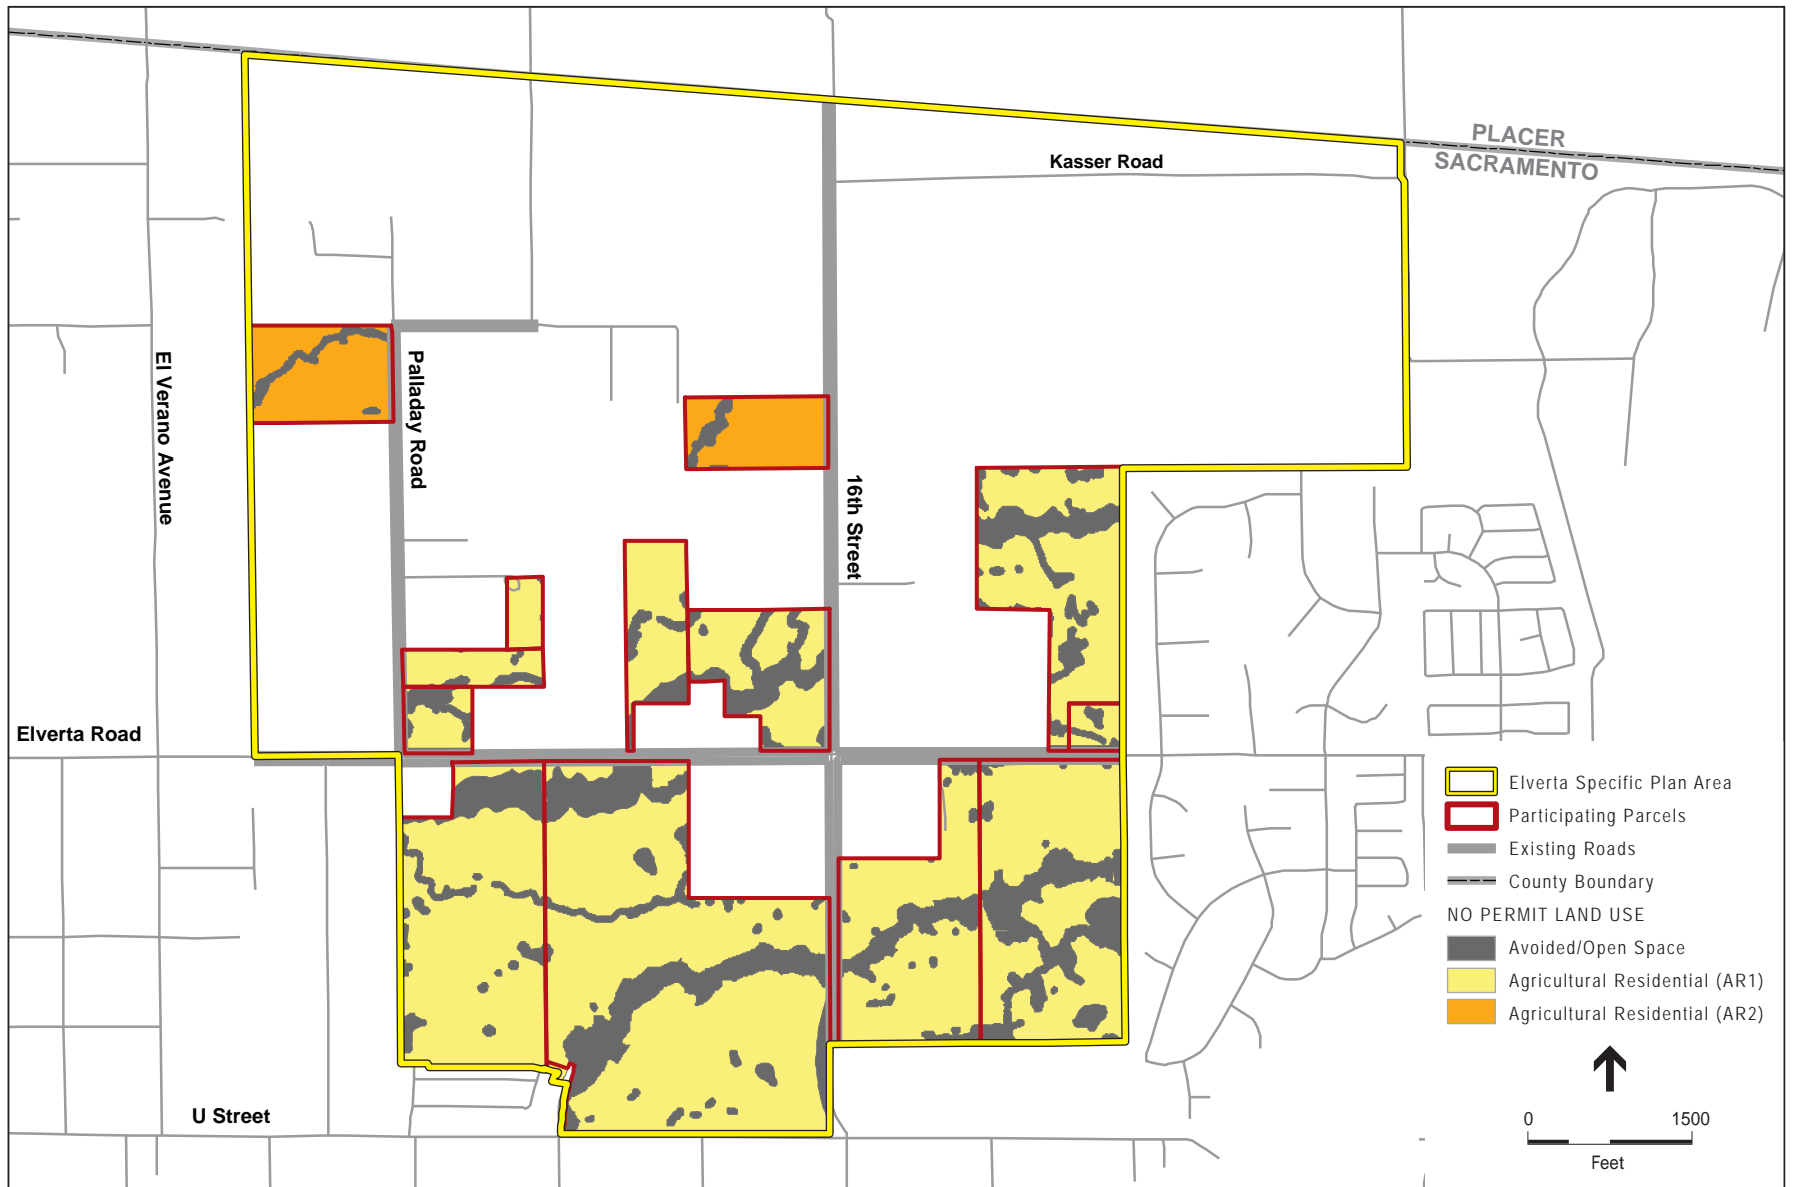 PLACER
SACRAMENTO
Kasser Road
El Verano Avenue
Palladay Road
16th Street
Elverta Road
U Street
Elverta Specific Plan Area
Participating Parcels
Existing Roads
County Boundary
NO PERMIT LAND USE
Avoided/Open Space
Agricultural Residential (AR1)
Agricultural Residential (AR2)
0 1500
Feet